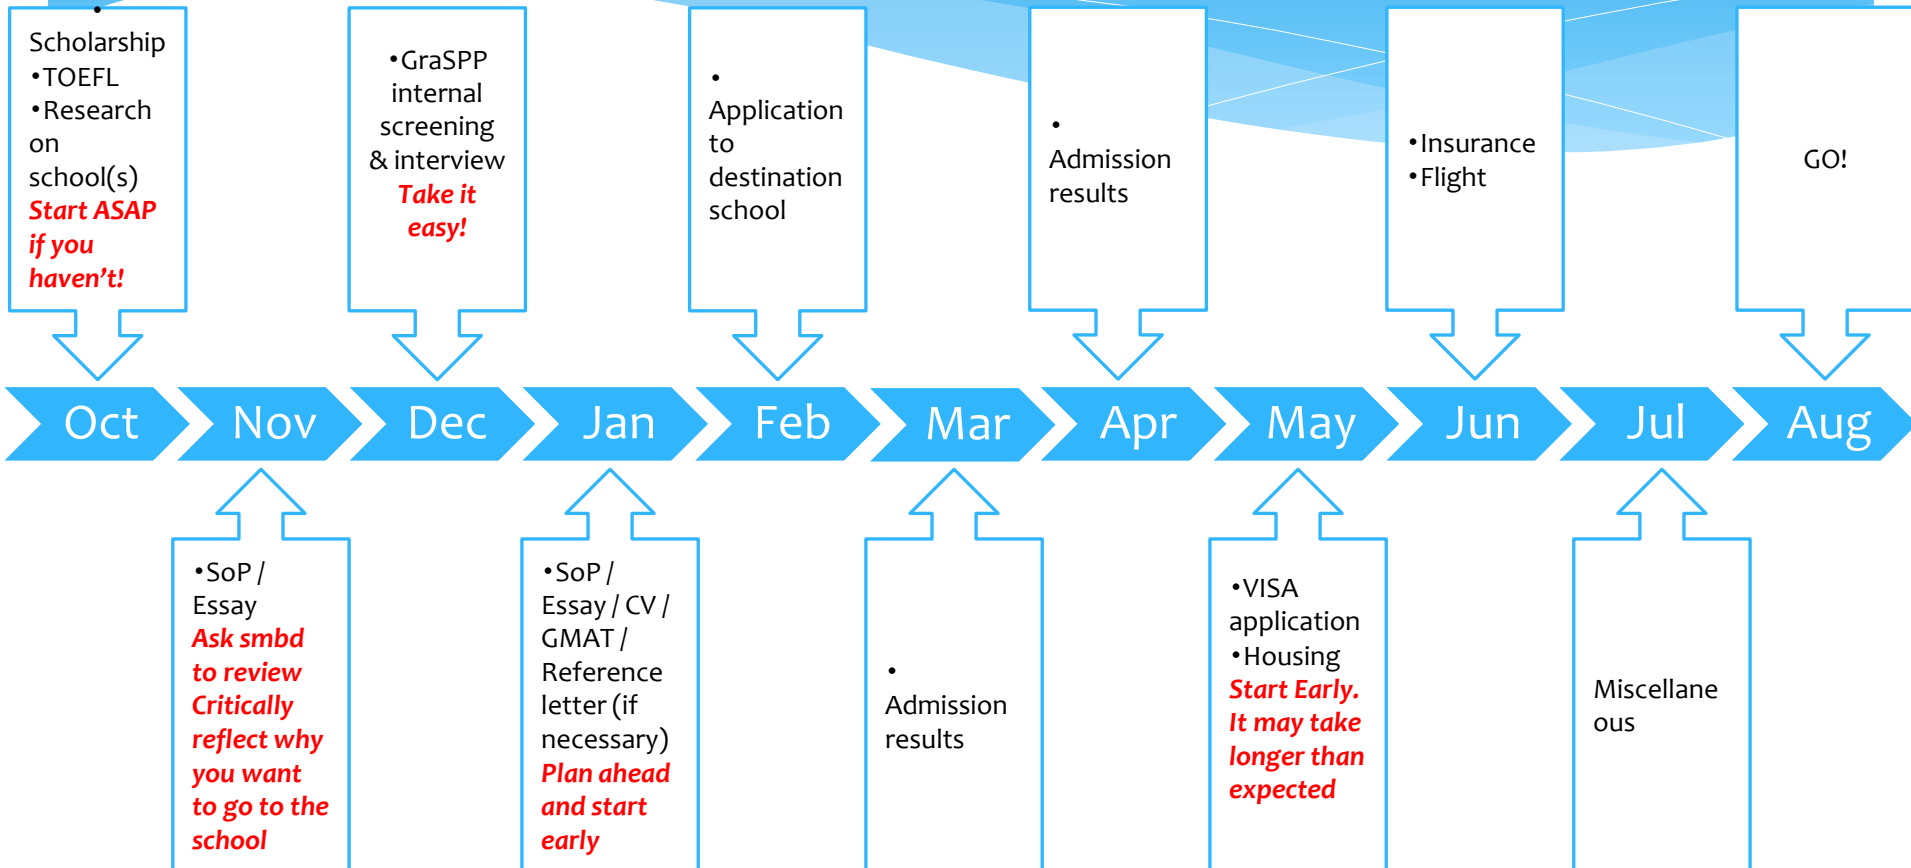 •
Scholarship
•TOEFL
•Research
on
school(s)
Start ASAP
if you
haven't!
•GraSPP
internal
screening
& interview
Take it
easy!
•
Application
to
destination
school
•
Admission
results
•Insurance
•Flight
GO!
Oct
Nov
Dec
Jan
Feb
Mar
Apr
May
Jun
Jul
Aug
•SoP /
Essay
Ask smbd
to review
Critically
reflect why
you want
to go to the
school
•SoP /
Essay / CV /
GMAT /
Reference
letter (if
necessary)
Plan ahead
and start
early
•
Admission
results
•VISA
application
•Housing
Start Early.
It may take
longer than
expected
Miscellane
ous